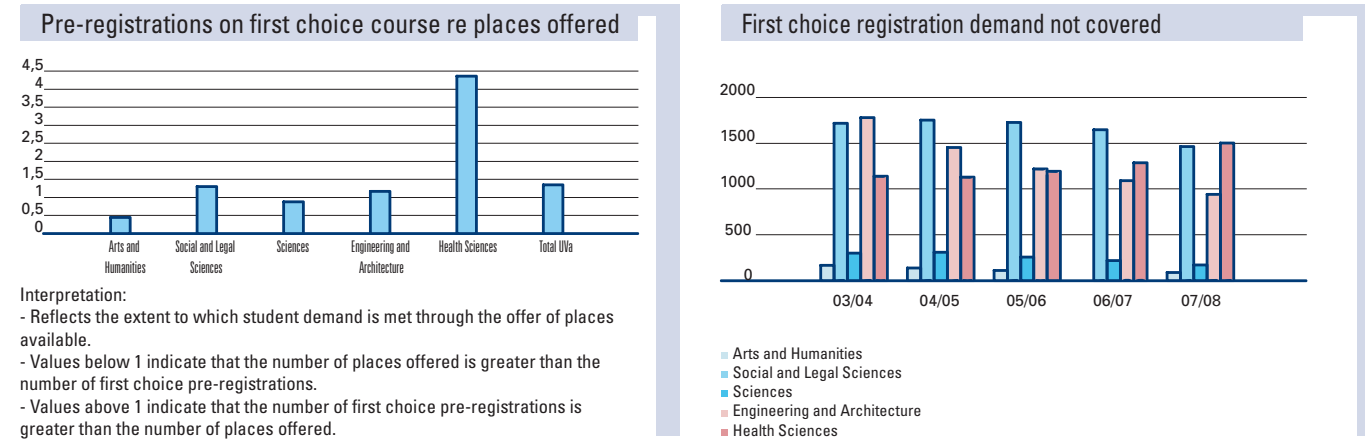 Pre-registrations on first choice course re places offered
4,5
4
3,5
3
2,5
2
1,5
1
0,5
0
Arts and Humanities
Social and Legal Sciences
Sciences
Engineering and Architecture
Health Sciences
Total UVa
Interpretation:
- Reflects the extent to which student demand is met through the offer of places
available.
- Values below 1 indicate that the number of places offered is greater than the
number of first choice pre-registrations.
- Values above 1 indicate that the number of first choice pre-registrations is
greater than the number of places offered.
First choice registration demand not covered
2000
1500
1000
500
0
03/04
04/05
05/06
06/07
07/08
Arts and Humanities
Social and Legal Sciences
Sciences
Engineering and Architecture
Health Sciences